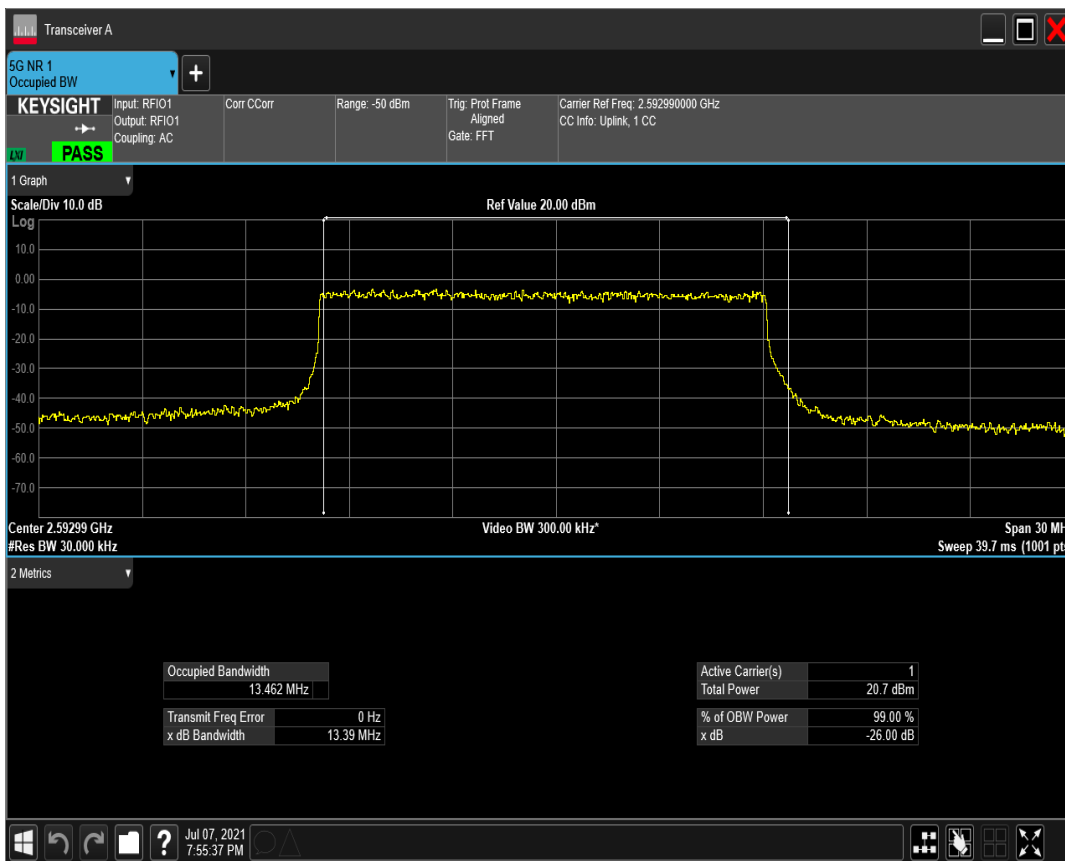 Transceiver A
5G NR 1
Occupied BW
KEYSIGHT
LXI
PASS
Input: RFIO1
Output: RFIO1
Coupling: AC
Corr CCorr
Range: -50 dBm
Trig: Prot Frame
Aligned
Gate: FFT
Carrier Ref Freq: 2.592990000 GHz
CC Info: Uplink, 1 CC
1 Graph
Scale/Div 10.0 dB
Ref Value 20.00 dBm
Log
10.0
0.00
-10.0
-20.0
-30.0
-40.0
-50.0
-60.0
-70.0
Center 2.59299 GHz
Video BW 300.00 kHz*
Span 30 MH
#Res BW 30.000 kHz
Sweep 39.7 ms (1001 pts
2 Metrics
Occupied Bandwidth
13.462 MHz
Transmit Freq Error 0 Hz
x dB Bandwidth 13.39 MHz
Active Carrier(s) 1
Total Power 20.7 dBm
% of OBW Power 99.00 %
x dB -26.00 dB
?
Jul 07, 2021
7:55:37 PM